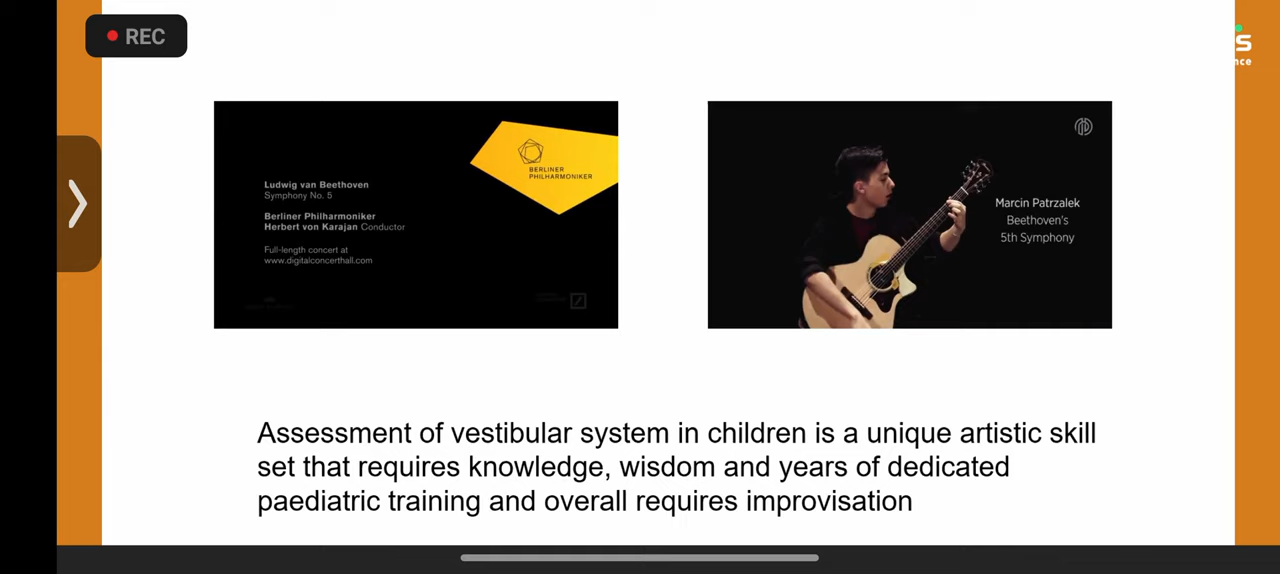 REC
s
nce
Ludwig van Beethoven
Symphony No. 5
Berliner Philharmoniker
Herbert von Karajan Conductor
Full-length concert at
www.digitalconcerthall.com
BERLINER
PHILHARMONIKER
Marcin Patrzalek
Beethoven's
5th Symphony
Assessment of vestibular system in children is a unique artistic skill
set that requires knowledge, wisdom and years of dedicated
paediatric training and overall requires improvisation